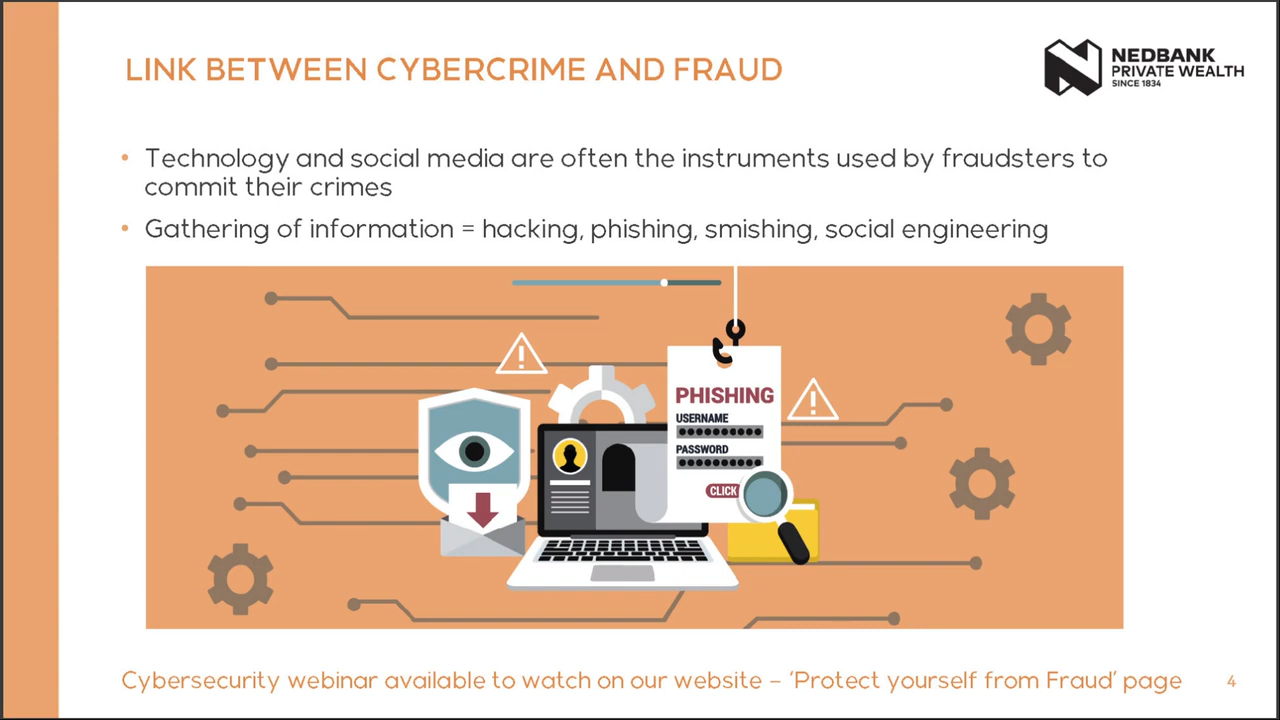 LINK BETWEEN CYBERCRIME AND FRAUD
NEDBANK
PRIVATE WEALTH
SINCE 1834
• Technology and social media are often the instruments used by fraudsters to
commit their crimes
• Gathering of information = hacking, phishing, smishing, social engineering
PHISHING
USERNAME
PASSWORD
CLICK
Cybersecurity webinar available to watch on our website – 'Protect yourself from Fraud' page
4